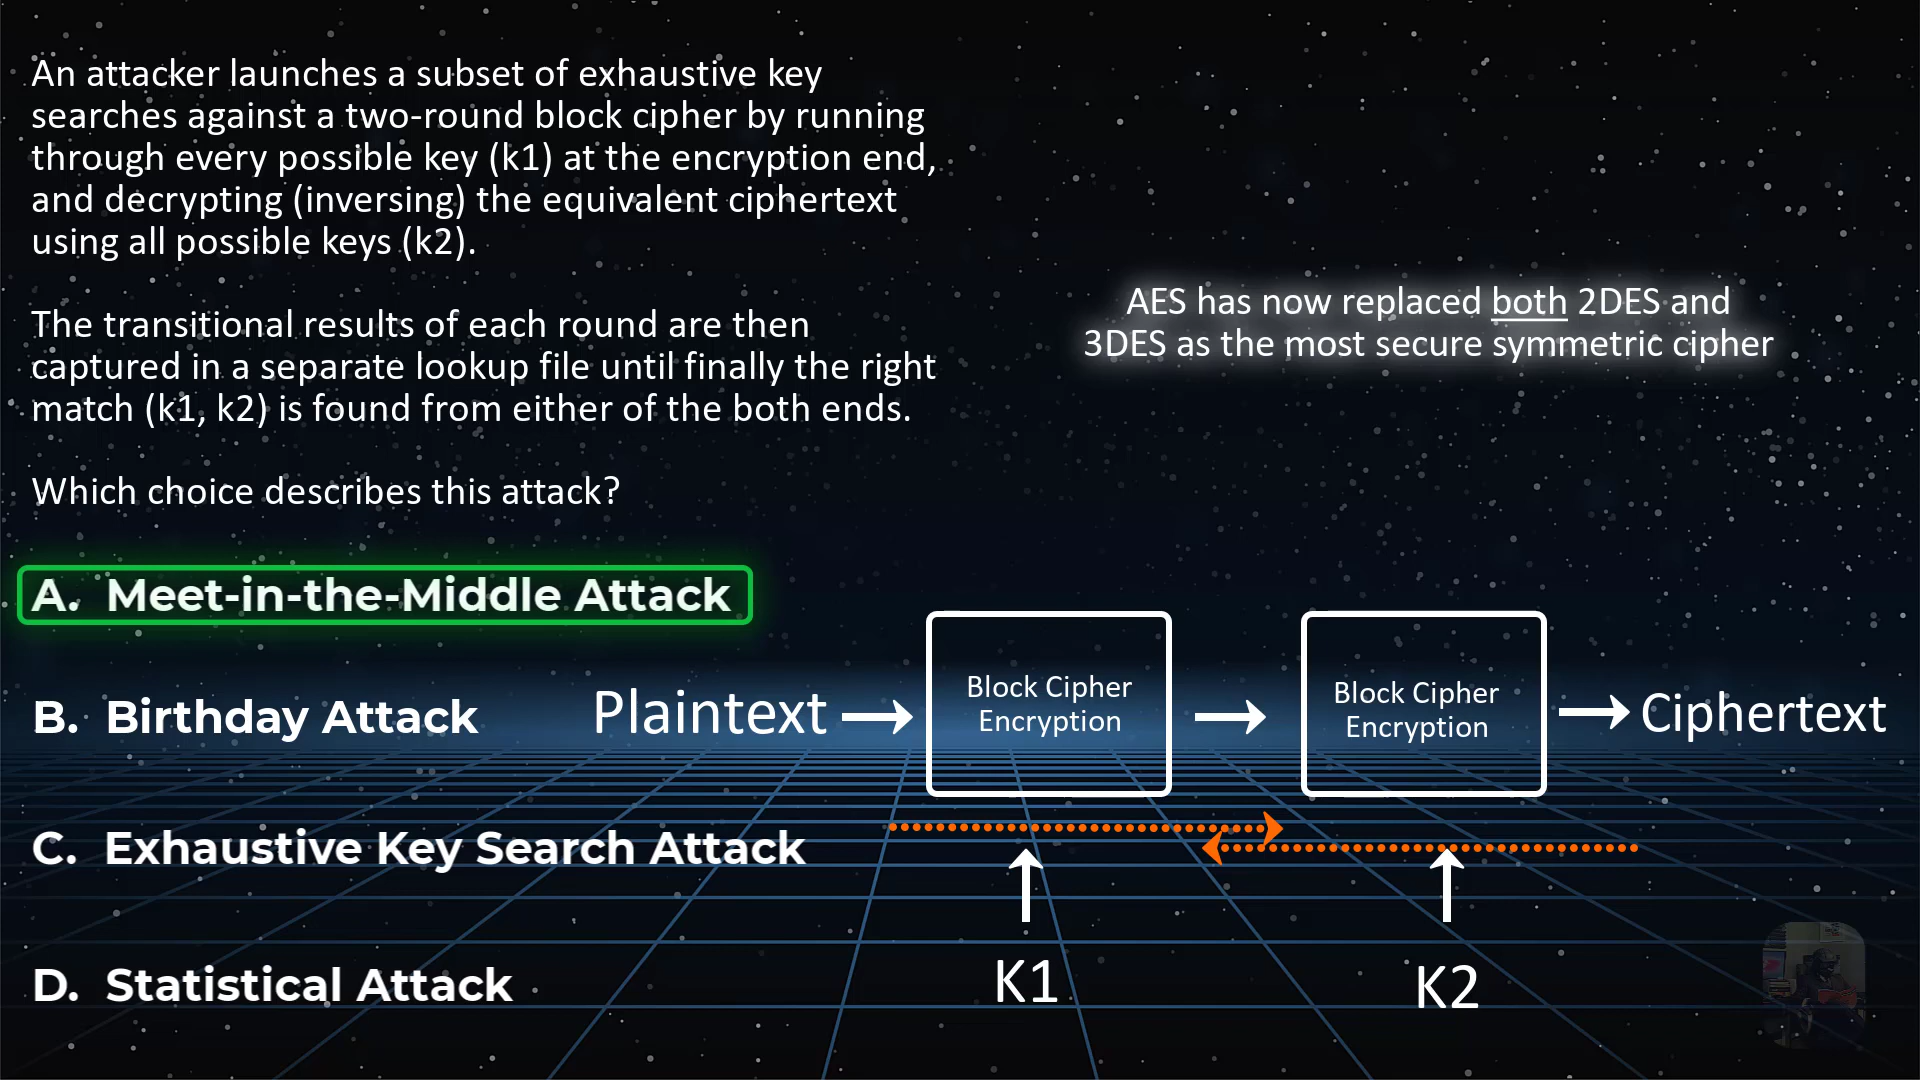 An attacker launches a subset of exhaustive key
searches against a two-round block cipher by running
through every possible key (k1) at the encryption end,
and decrypting (inversing) the equivalent ciphertext
using all possible keys (k2).
The transitional results of each round are then
captured in a separate lookup file until finally the right
match (k1, k2) is found from either of the both ends.
Which choice describes this attack?
AES has now replaced both 2DES and
3DES as the most secure symmetric cipher
A. Meet-in-the-Middle Attack
B. Birthday Attack
C. Exhaustive Key Search Attack
D. Statistical Attack
Plaintext
Block Cipher
Encryption
Block Cipher
Encryption
Ciphertext
K1
K2